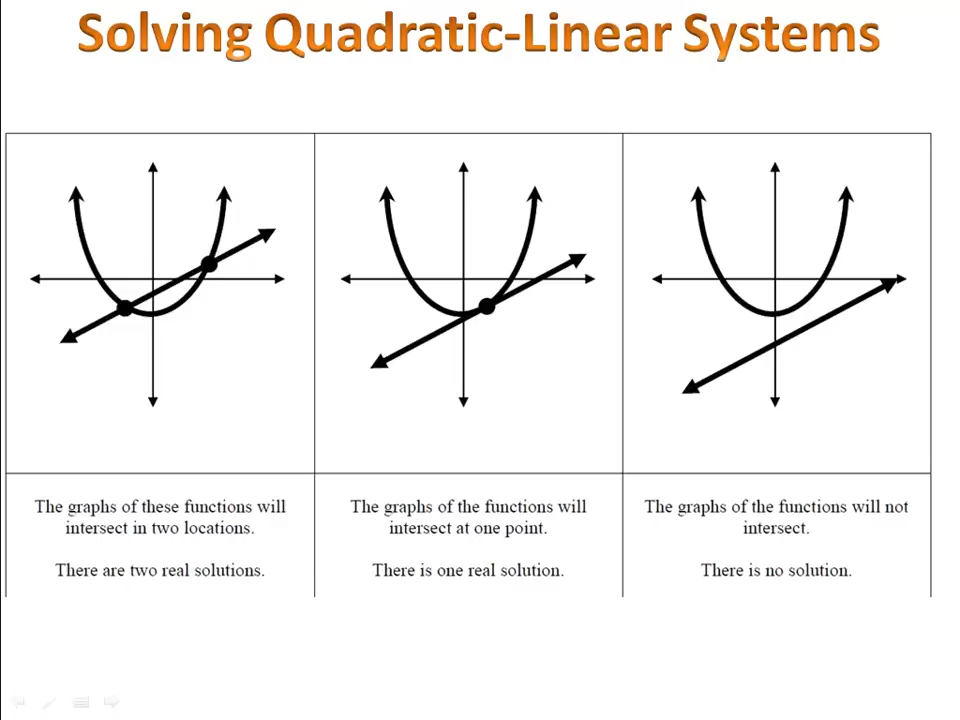 Solving Quadratic-Linear Systems
The graphs of these functions will
intersect in two locations.
There are two real solutions.
The graphs of the functions will
intersect at one point.
There is one real solution.
The graphs of the functions will not
intersect.
There is no solution.